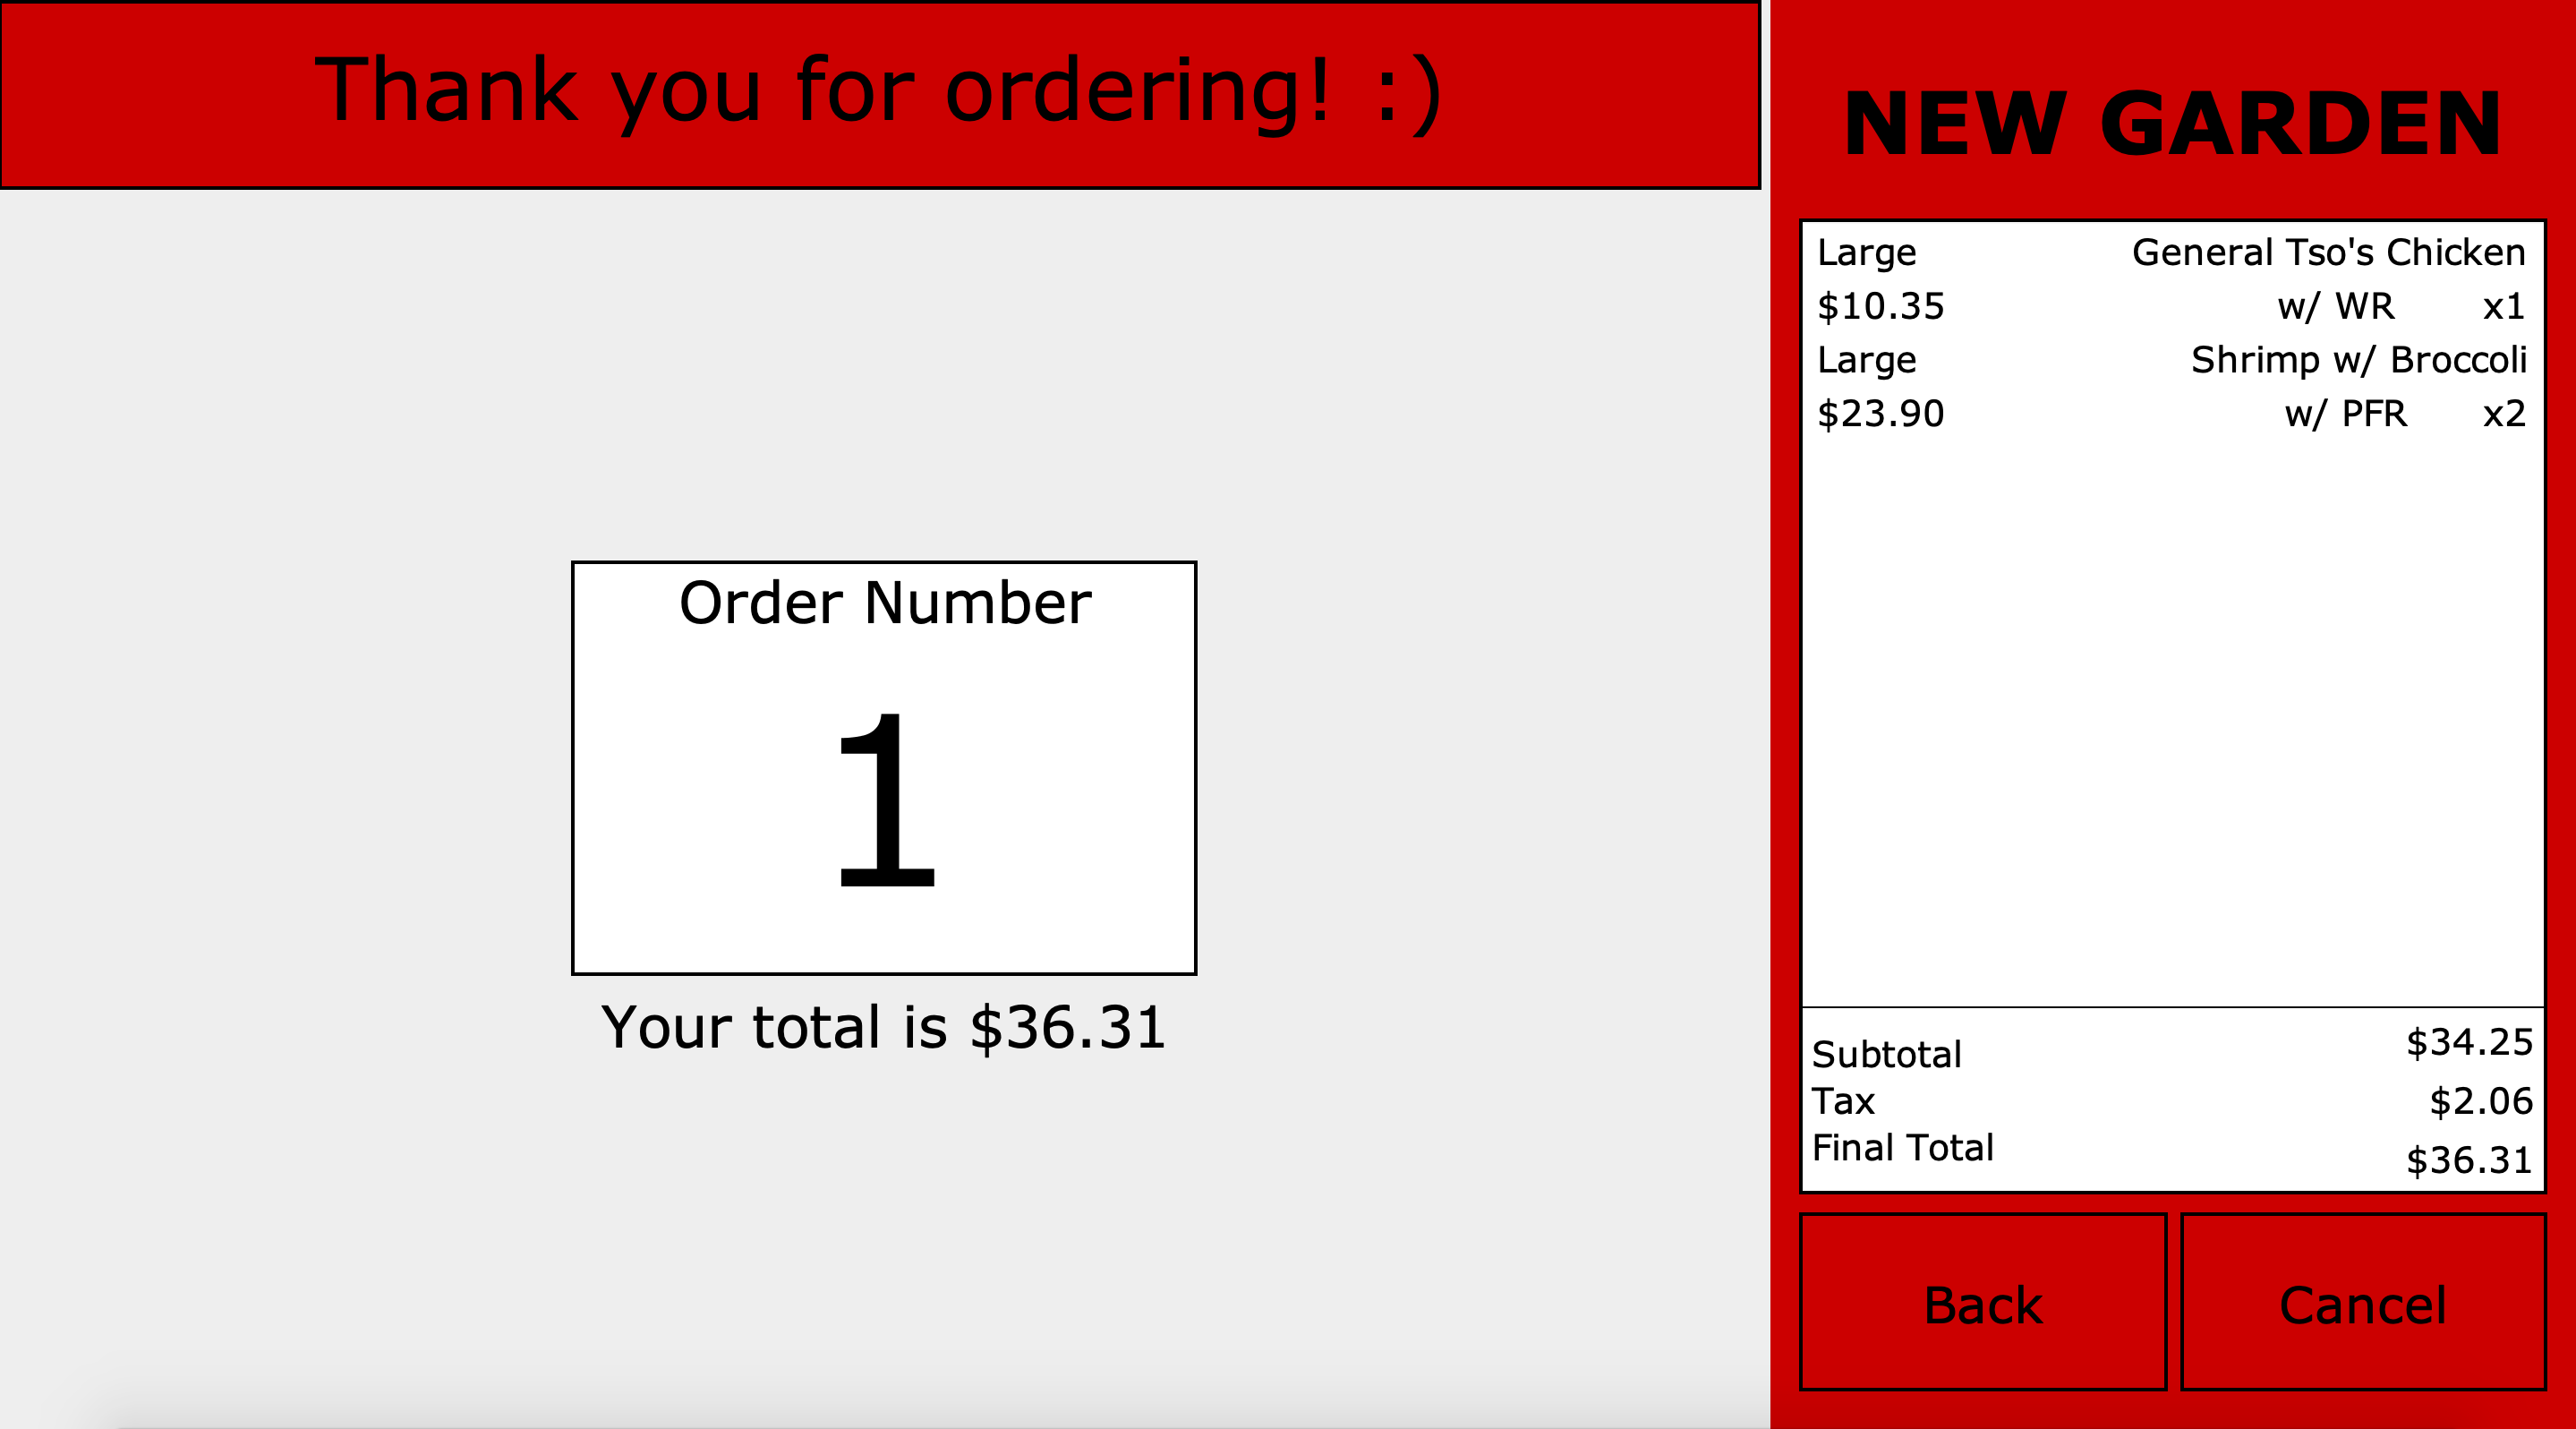 Thank you for ordering! :)
Order Number
1
Your total is $36.31
NEW GARDEN
Large General Tso's Chicken
$10.35 w/ WR x1
Large Shrimp w/ Broccoli
$23.90 w/ PFR x2
Subtotal $34.25
Tax $2.06
Final Total $36.31
Back Cancel